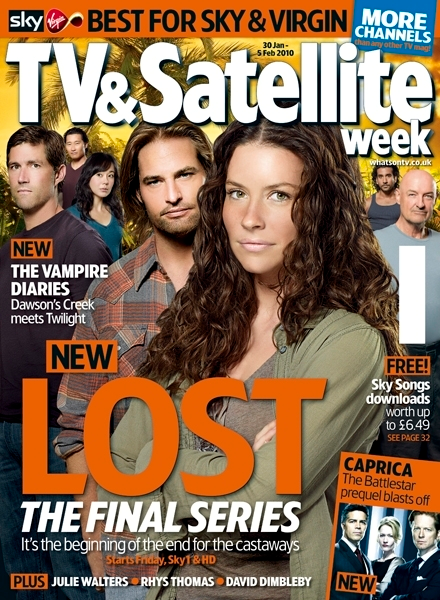 sky Virgin media BEST FOR SKY & VIRGIN
MORE
CHANNELS
than any other TV mag!
30 Jan -
5 Feb 2010
TV&Satellite
week
whatsontv.co.uk
NEW
THE VAMPIRE
DIARIES
Dawson's Creek
meets Twilight
NEW
LOST
THE FINAL SERIES
It's the beginning of the end for the castaways
Starts Friday, Sky1 & HD
FREE!
Sky Songs
downloads
worth up
to £6.49
SEE PAGE 32
CAPRICA
The Battlestar
prequel blasts off
NEW
PLUS JULIE WALTERS • RHYS THOMAS • DAVID DIMBLEBY